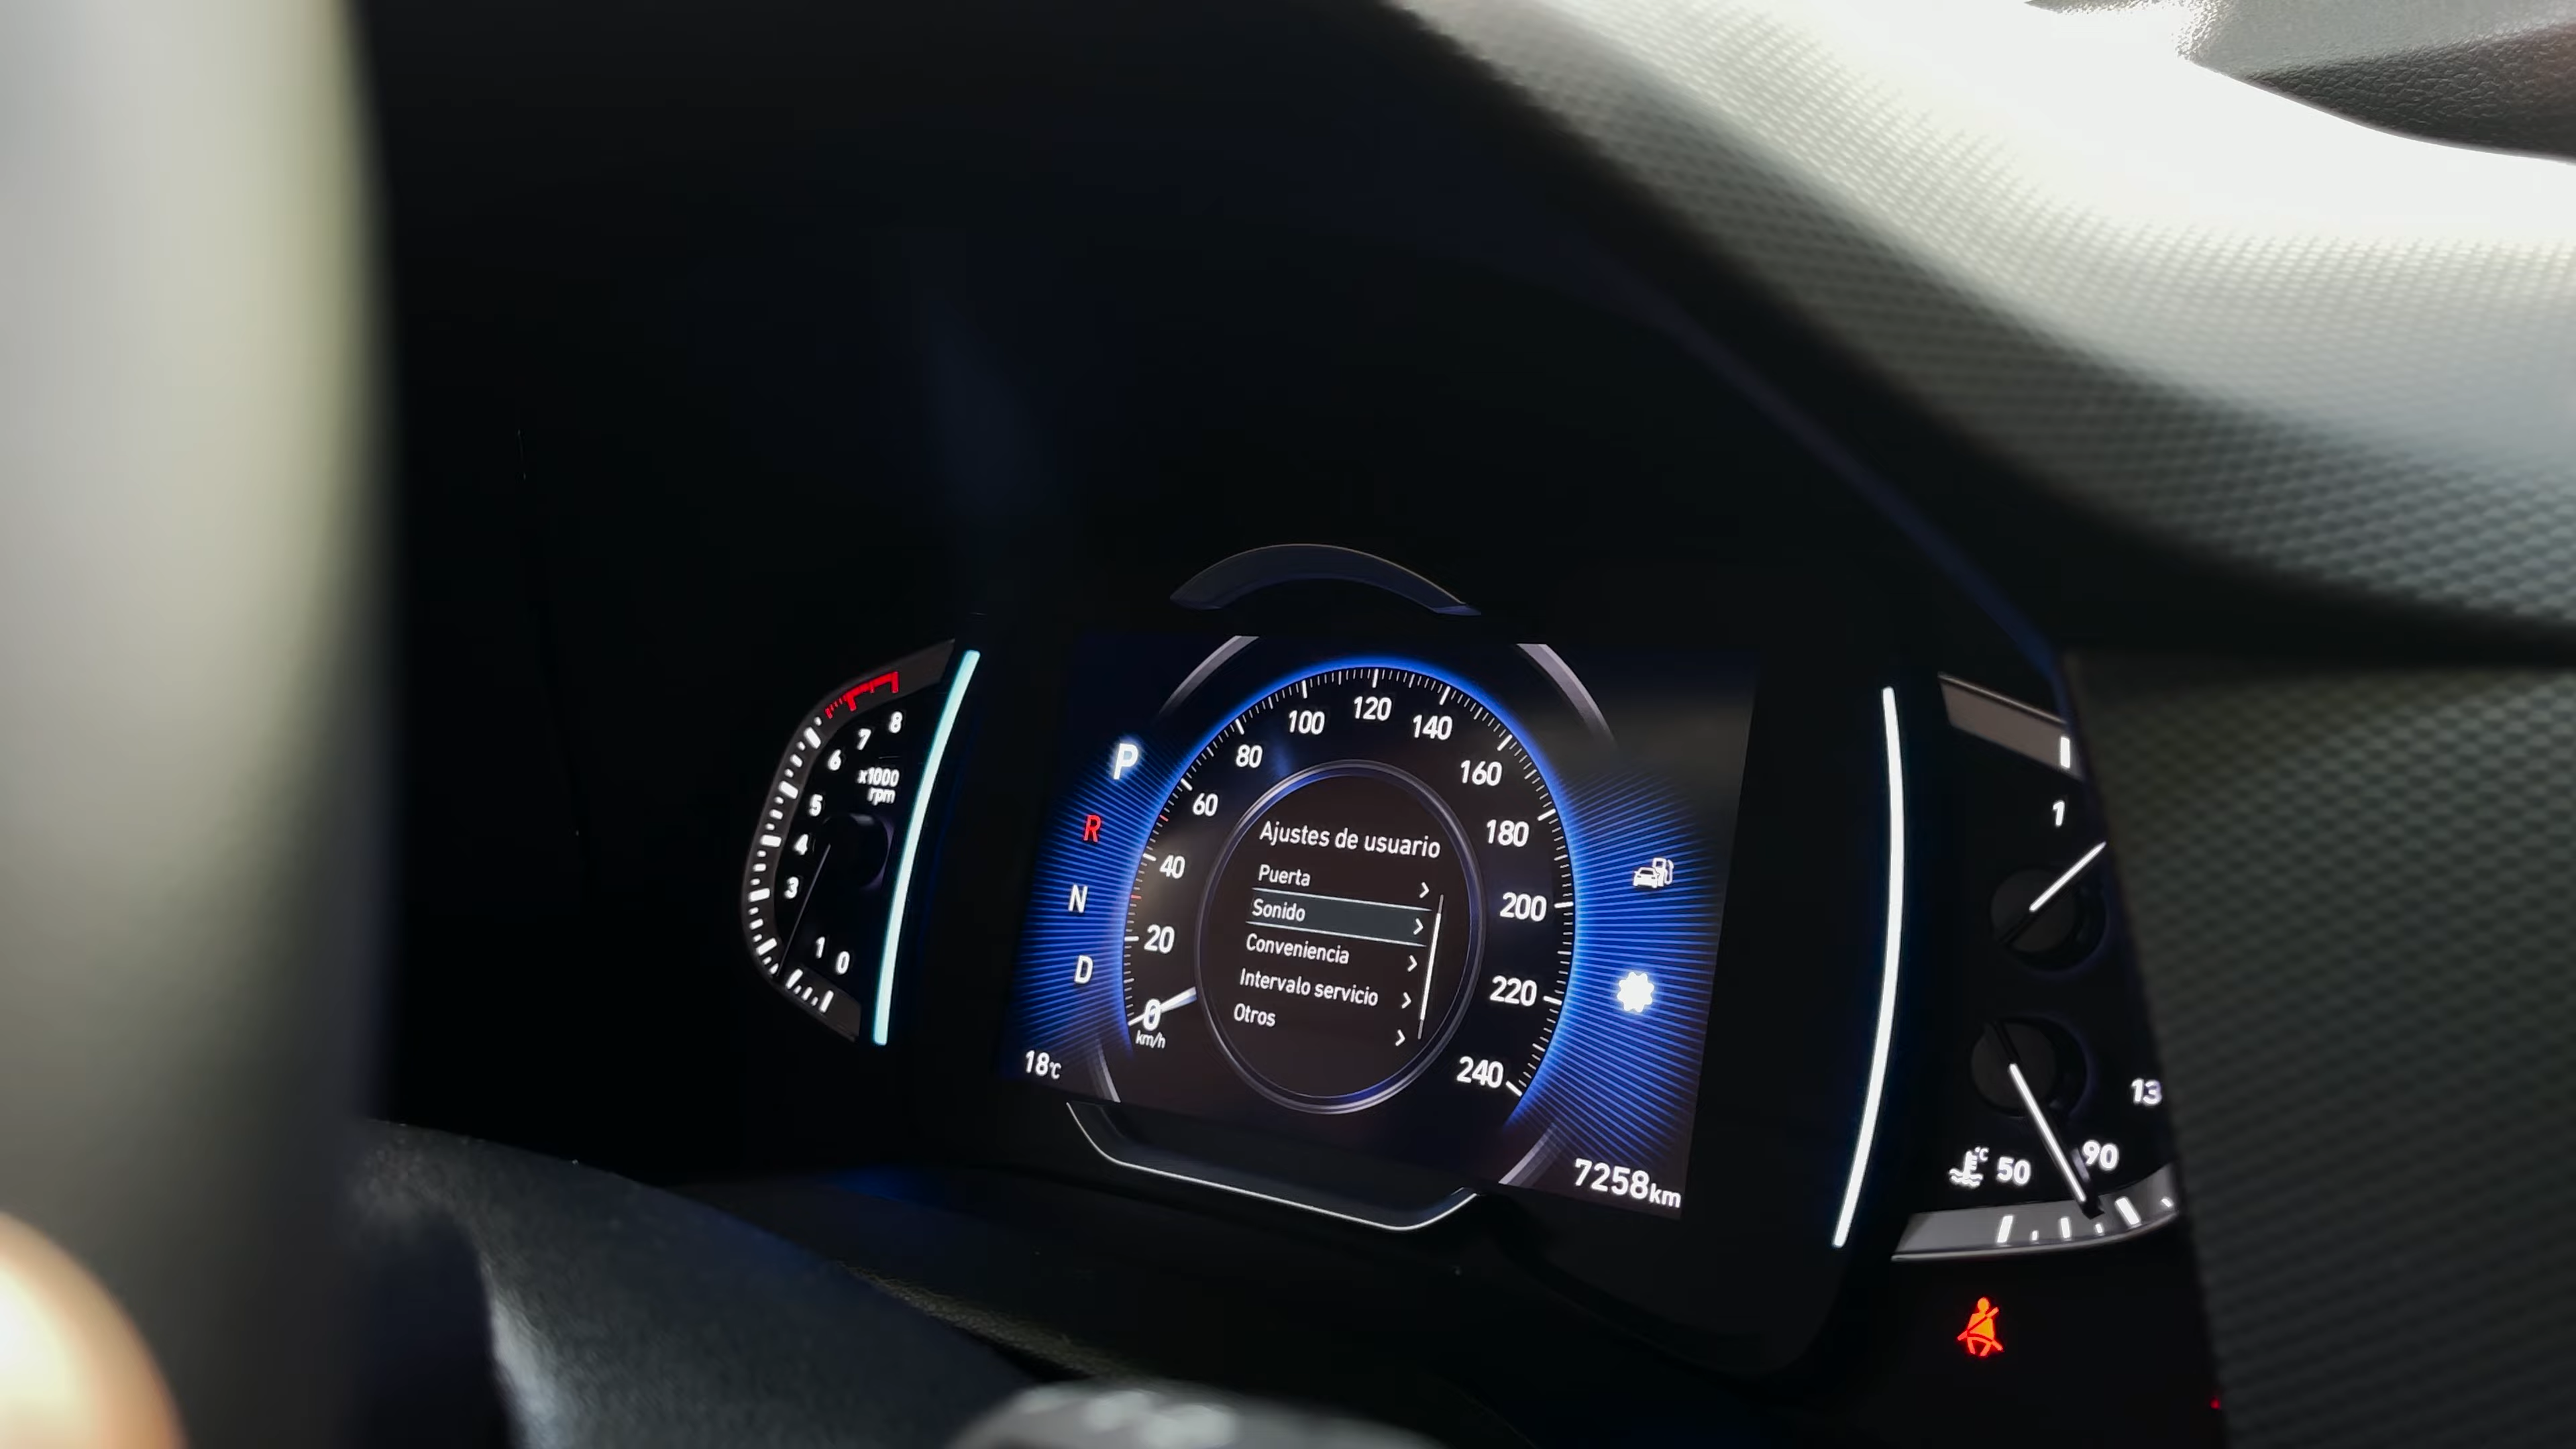 8
7
6
x1000
rpm
5
4
3
1
0
P
R
N
D
18°C
0
km/h
20
40
60
80
100
120
140
160
180
200
220
240
Ajustes de usuario
Puerta
Sonido
Conveniencia
Intervalo servicio
Otros
7258km
1
°C
50
90
13